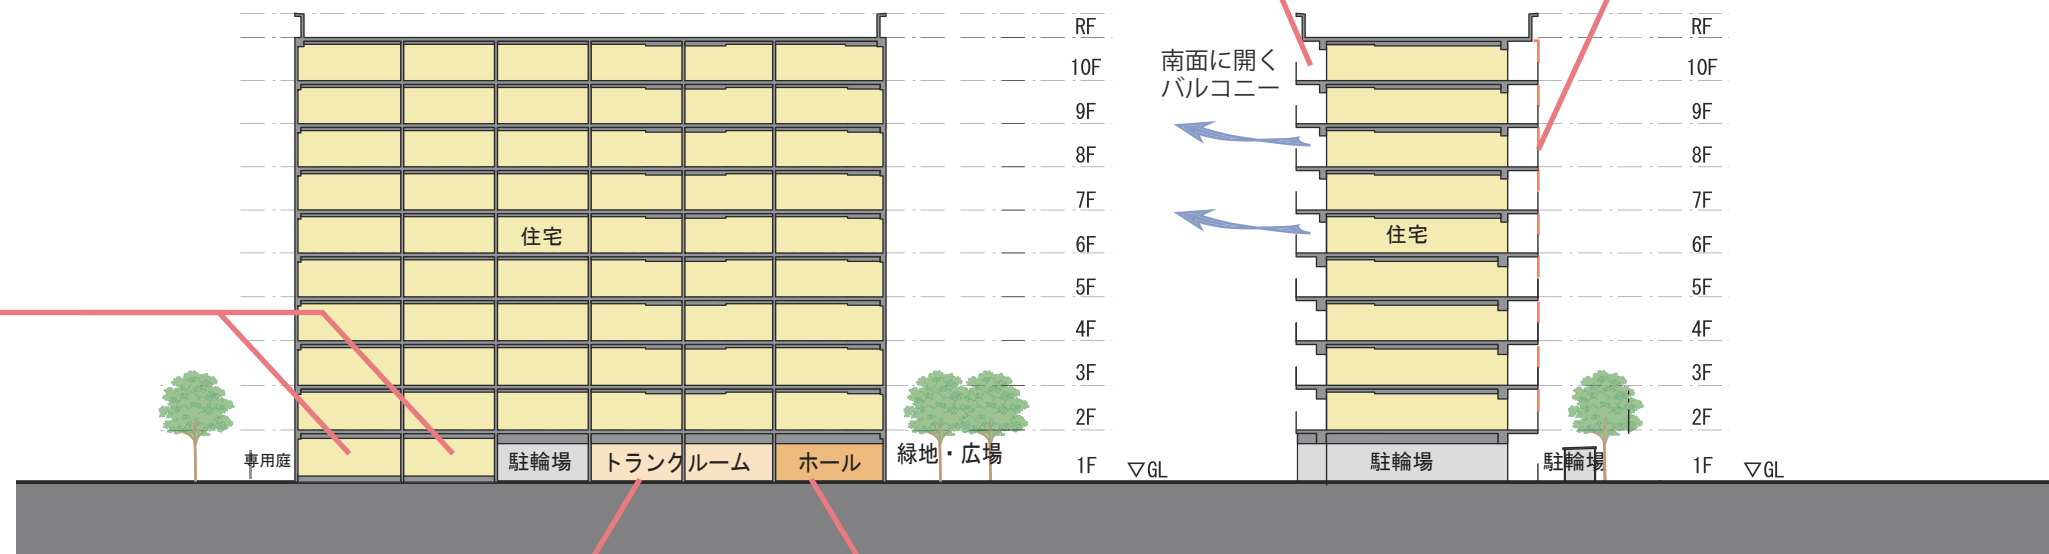 RF
10F
9F
8F
7F
6F
5F
4F
3F
2F
1F
▽GL
住宅
専用庭
駐輪場
トランクルーム
ホール
緑地・広場
南面に開く
バルコニー
RF
10F
9F
8F
7F
6F
5F
4F
3F
2F
1F
▽GL
住宅
駐輪場
駐輪場